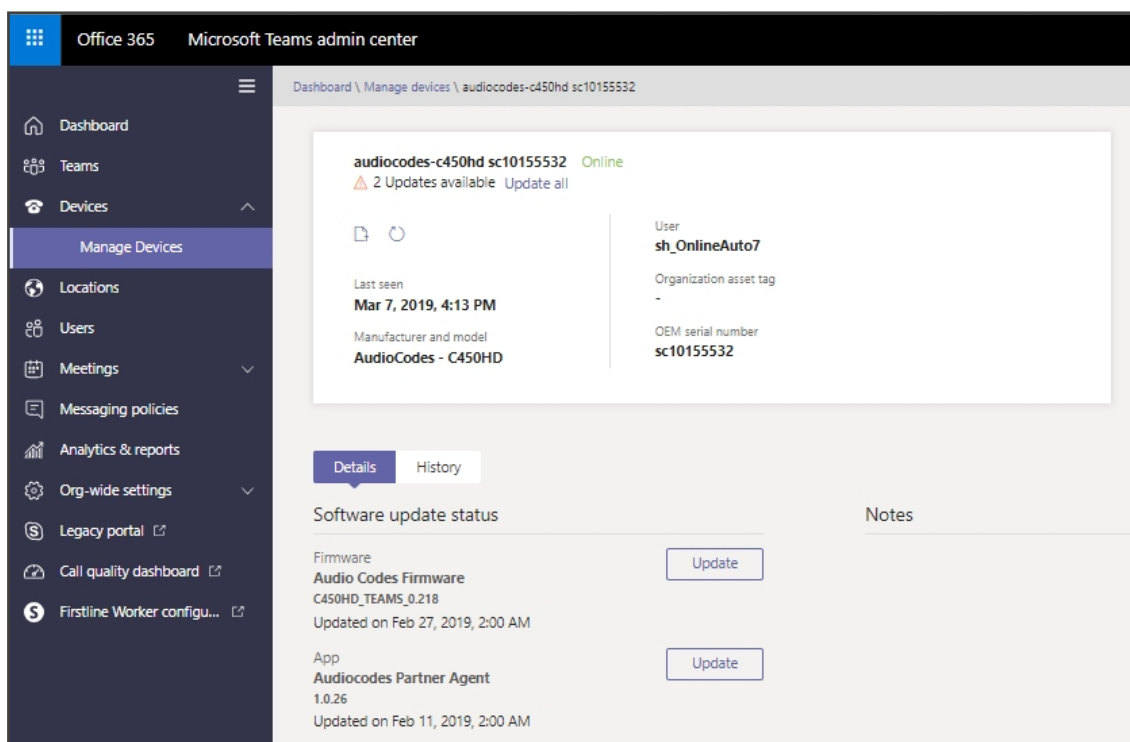 Office 365
Microsoft Teams admin center
Dashboard
Teams
Devices
Manage Devices
Locations
Users
Meetings
Messaging policies
Analytics & reports
Org-wide settings
Legacy portal
Call quality dashboard
Firstline Worker configu...
Dashboard \ Manage devices \ audiocodes-c450hd sc10155532
audiocodes-c450hd sc10155532 Online
2 Updates available Update all
Last seen
Mar 7, 2019, 4:13 PM
Manufacturer and model
AudioCodes - C450HD
User
sh_OnlineAuto7
Organization asset tag
-
OEM serial number
sc10155532
Details
History
Software update status
Firmware
Audio Codes Firmware
C450HD_TEAMS_0.218
Updated on Feb 27, 2019, 2:00 AM
Update
App
Audiocodes Partner Agent
1.0.26
Updated on Feb 11, 2019, 2:00 AM
Update
Notes